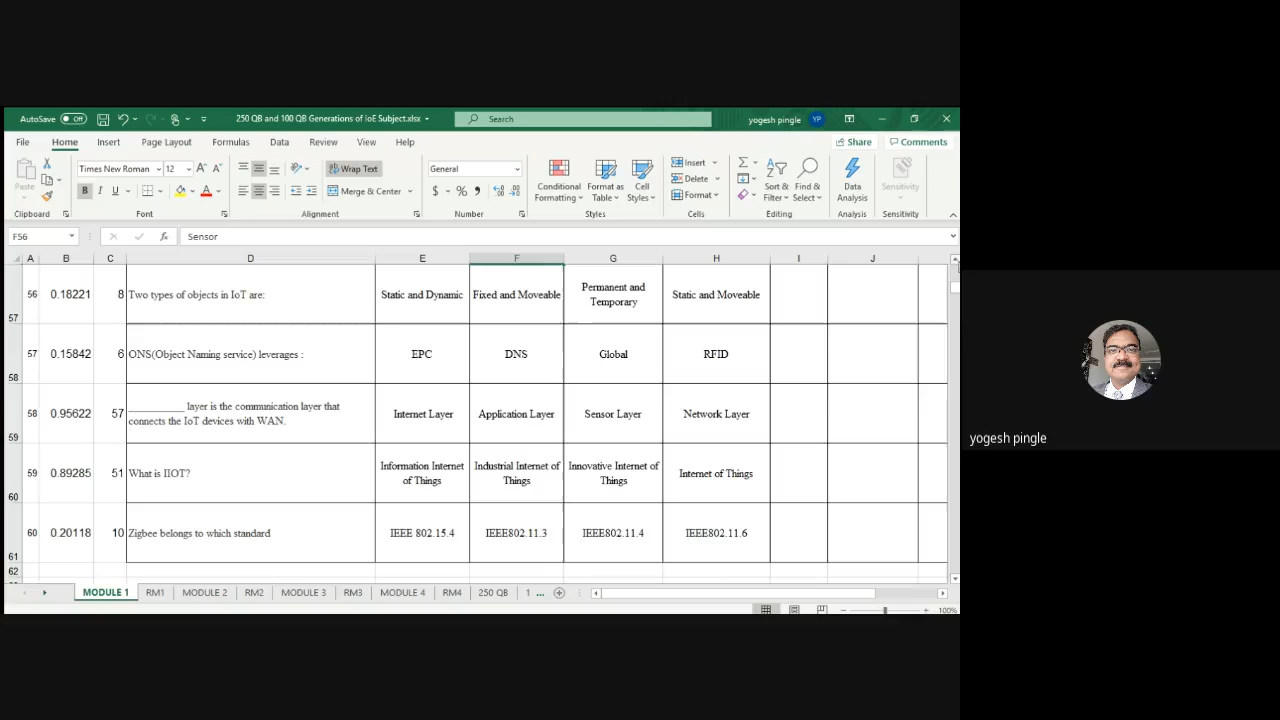 AutoSave Off 250 QB and 100 QB Generations of IoE Subject.xlsx Search yogesh pingle YP
File Home Insert Page Layout Formulas Data Review View Help Share Comments
Paste Times New Roman 12 A A Wrap Text General Conditional Formatting Format as Table Cell Styles Insert Delete Format Sort & Filter Find & Select Data Analysis Sensitivity
B I U A Merge & Center $ % 9
Clipboard Font Alignment Number Styles Cells Editing Analysis Sensitivity
F56 fx Sensor
A B C D E F G H I J
57 56 0.18221 8 Two types of objects in IoT are: Static and Dynamic Fixed and Moveable Permanent and Temporary Static and Moveable
58 57 0.15842 6 ONS(Object Naming service) leverages : EPC DNS Global RFID
59 58 0.95622 57 __________ layer is the communication layer that connects the IoT devices with WAN. Internet Layer Application Layer Sensor Layer Network Layer
60 59 0.89285 51 What is IIOT? Information Internet of Things Industrial Internet of Things Innovative Internet of Things Internet of Things
61 60 0.20118 10 Zigbee belongs to which standard IEEE 802.15.4 IEEE802.11.3 IEEE802.11.4 IEEE802.11.6
62
MODULE 1 RM1 MODULE 2 RM2 MODULE 3 RM3 MODULE 4 RM4 250 QB 1 ...
100%
yogesh pingle